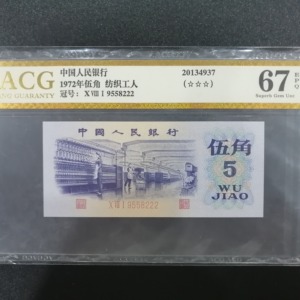 ACG
GUARANTY
中国人民银行
1972年伍角 纺织工人
冠号: X VIII I 9558222
20134937
(☆☆☆)
67
EPQ
Superb Gem Unc
中国人民银行
伍角
5
WU
JIAO
X VIII I 9558222